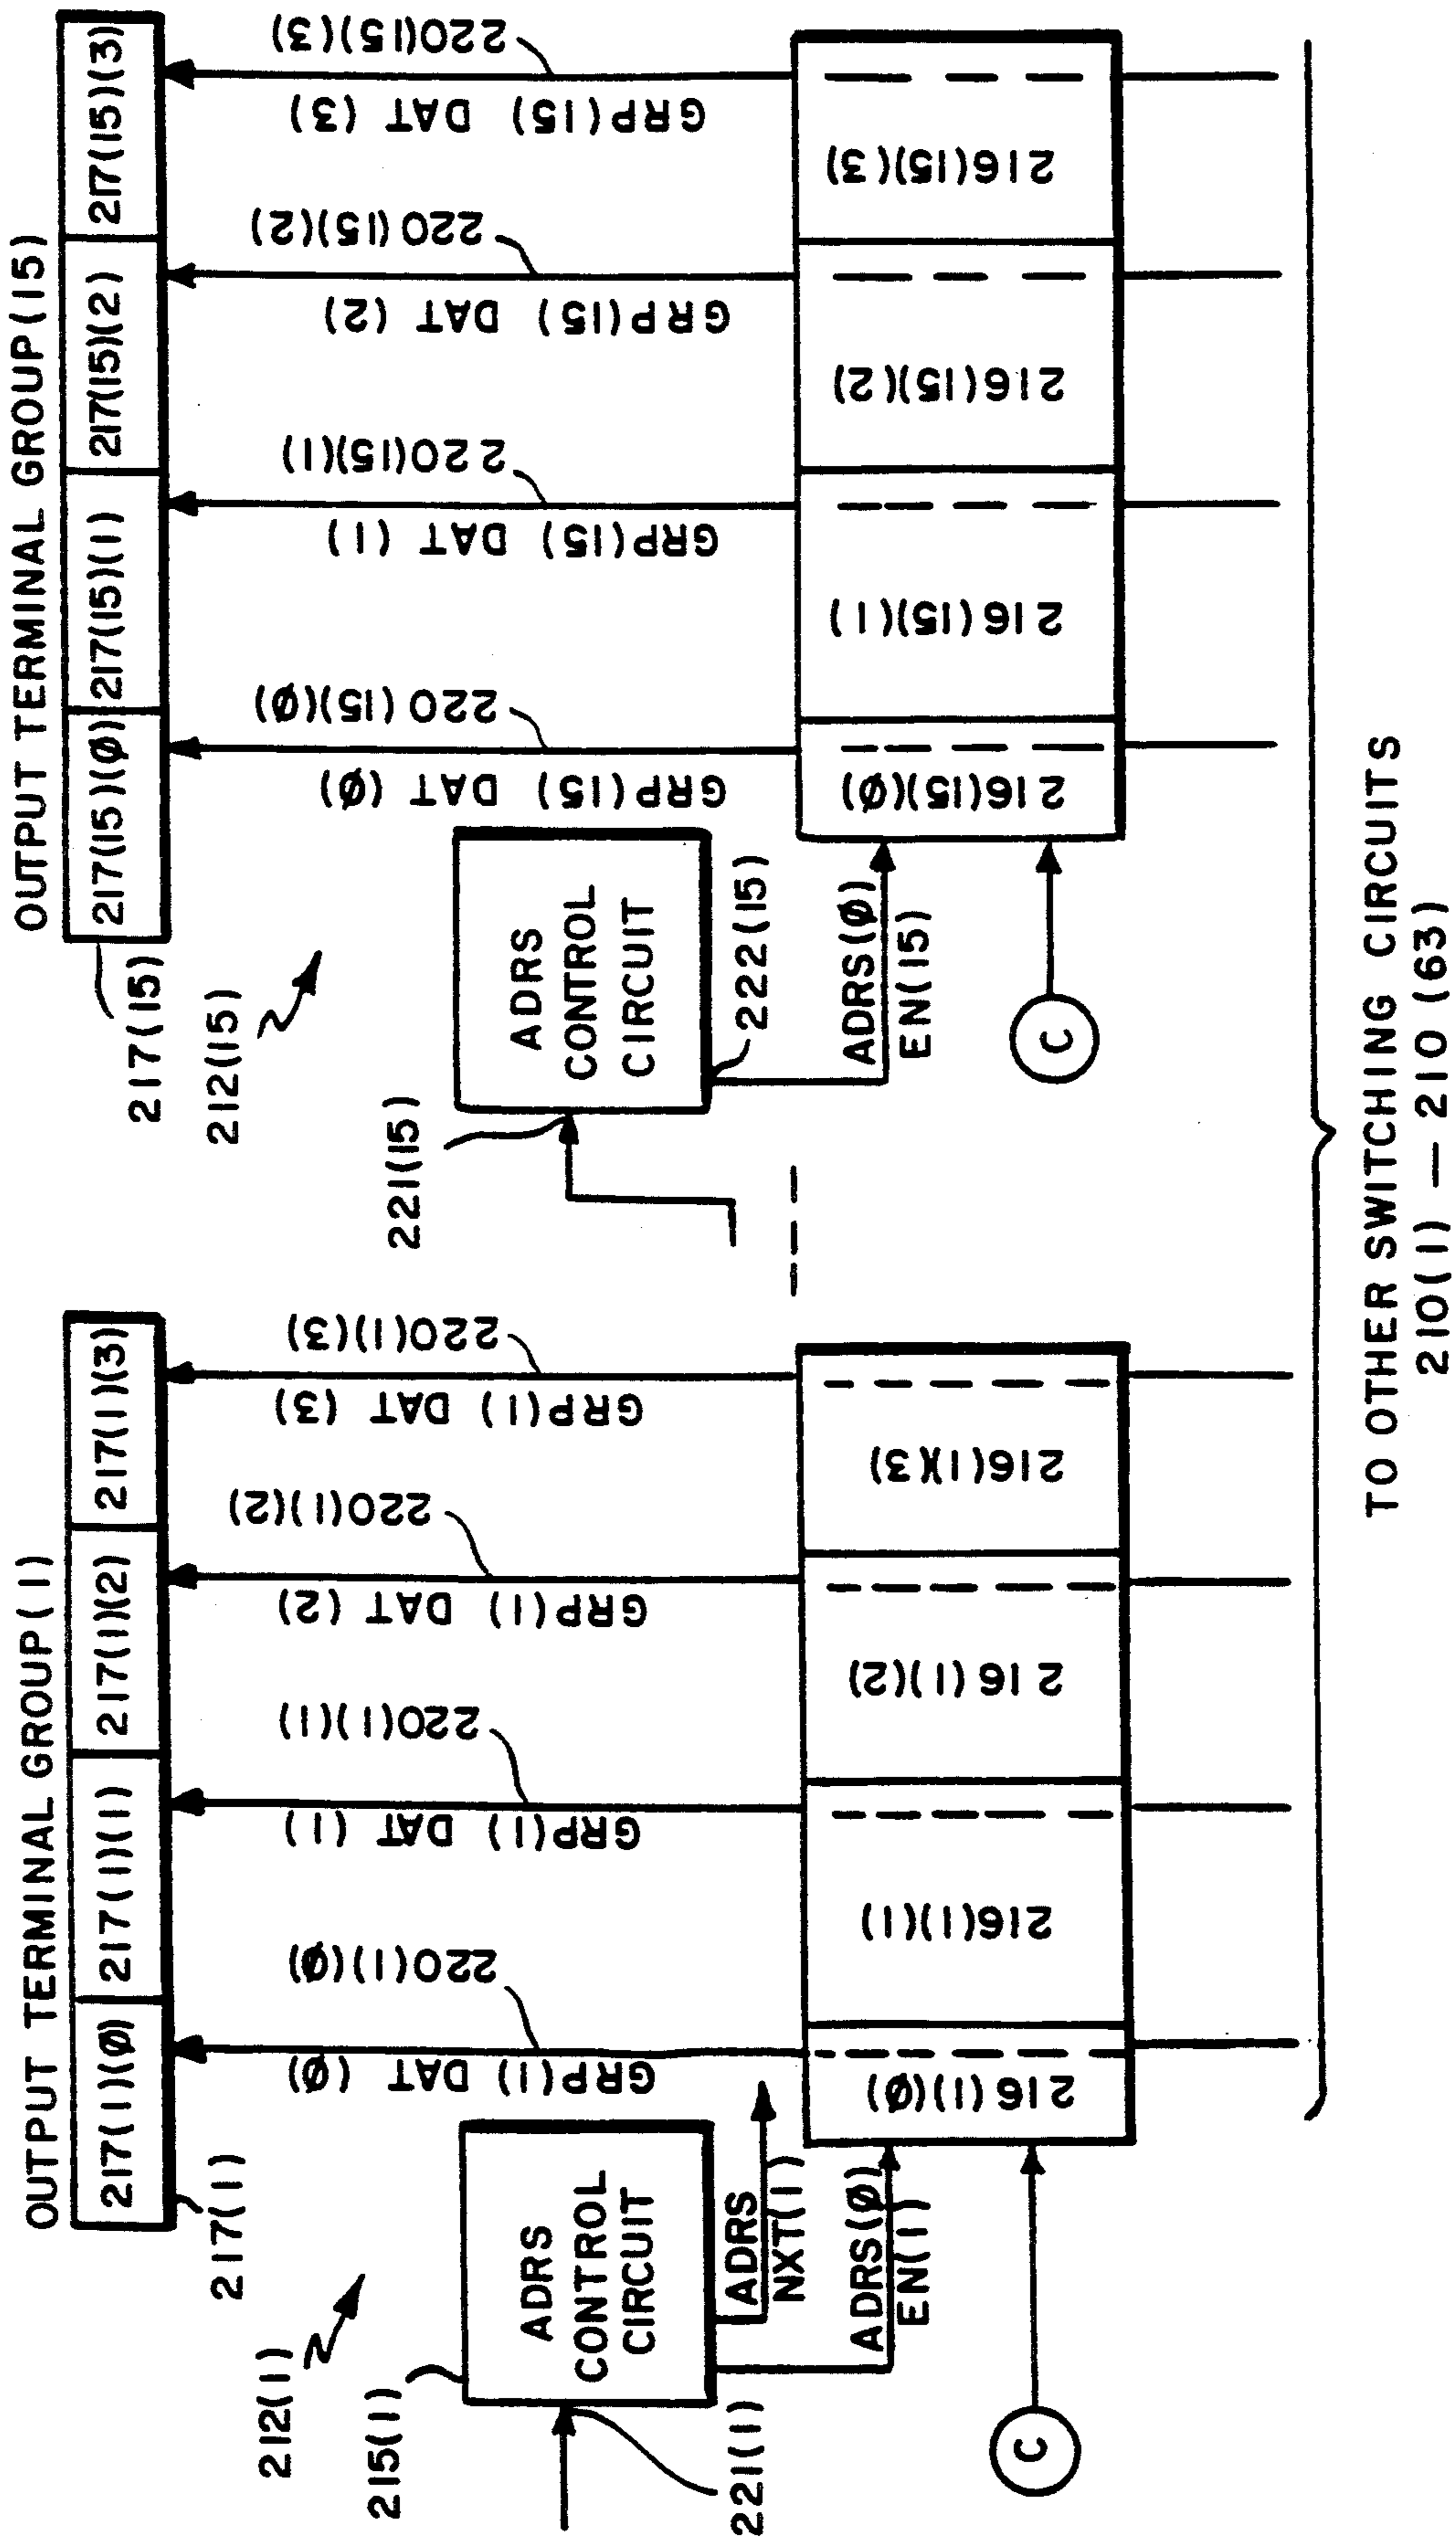 OUTPUT TERMINAL GROUP(1)
217(1)(Ø)
217(1)(1)
217(1)(2)
217(1)(3)
217(1)
212(1)
215(1)
ADRS
CONTROL
CIRCUIT
221(1)
ADRS
NXT(1)
ADRS(Ø)
EN(1)
C
GRP(1) DAT (Ø)
220(1)(Ø)
GRP(1) DAT (1)
220(1)(1)
GRP(1) DAT (2)
220(1)(2)
GRP(1) DAT (3)
220(1)(3)
216(1)(Ø)
216(1)(1)
216(1)(2)
216(1)(3)
OUTPUT TERMINAL GROUP(15)
217(15)(Ø)
217(15)(1)
217(15)(2)
217(15)(3)
217(15)
212(15)
221(15)
ADRS
CONTROL
CIRCUIT
222(15)
ADRS(Ø)
EN(15)
C
GRP(15) DAT (Ø)
220(15)(Ø)
GRP(15) DAT (1)
220(15)(1)
GRP(15) DAT (2)
220(15)(2)
GRP(15) DAT (3)
220(15)(3)
216(15)(Ø)
216(15)(1)
216(15)(2)
216(15)(3)
TO OTHER SWITCHING CIRCUITS
210(1) — 210(63)